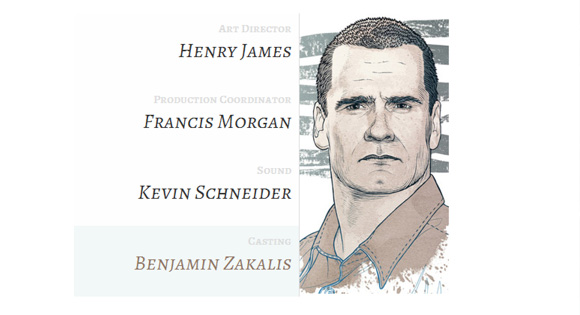 Art Director
Henry James
Production Coordinator
Francis Morgan
Sound
Kevin Schneider
Casting
Benjamin Zakalis